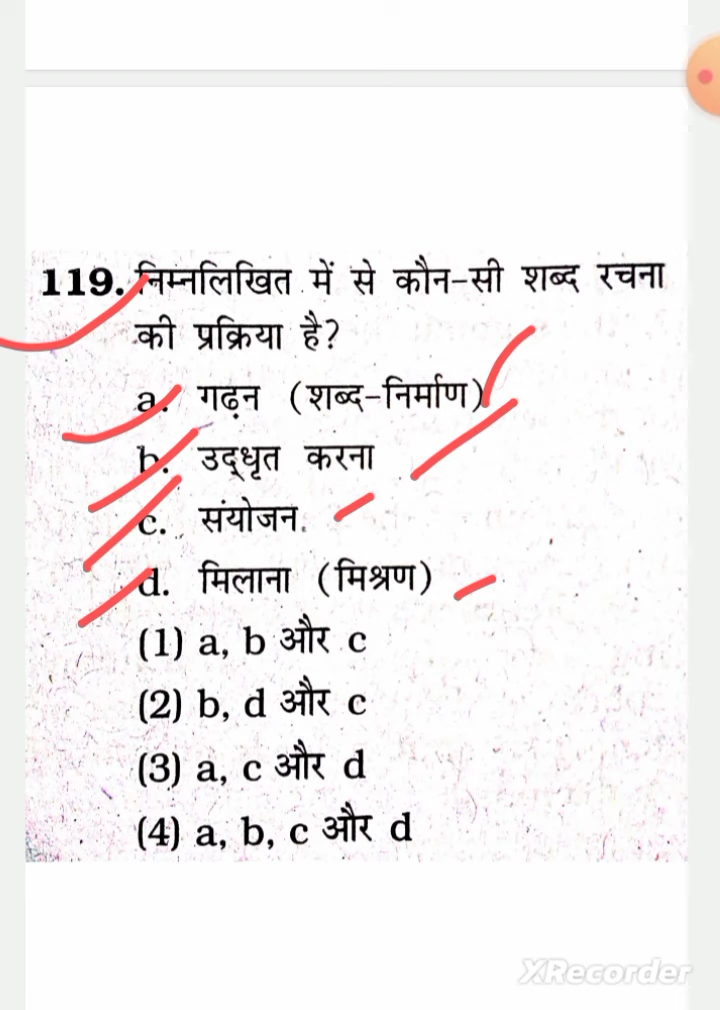 119. निम्नलिखित में से कौन-सी शब्द रचना
की प्रक्रिया है?
a. गढ़न (शब्द-निर्माण)
b. उद्धृत करना
c. संयोजन
d. मिलाना (मिश्रण)
(1) a, b और c
(2) b, d और c
(3) a, c और d
(4) a, b, c और d
XRecorder